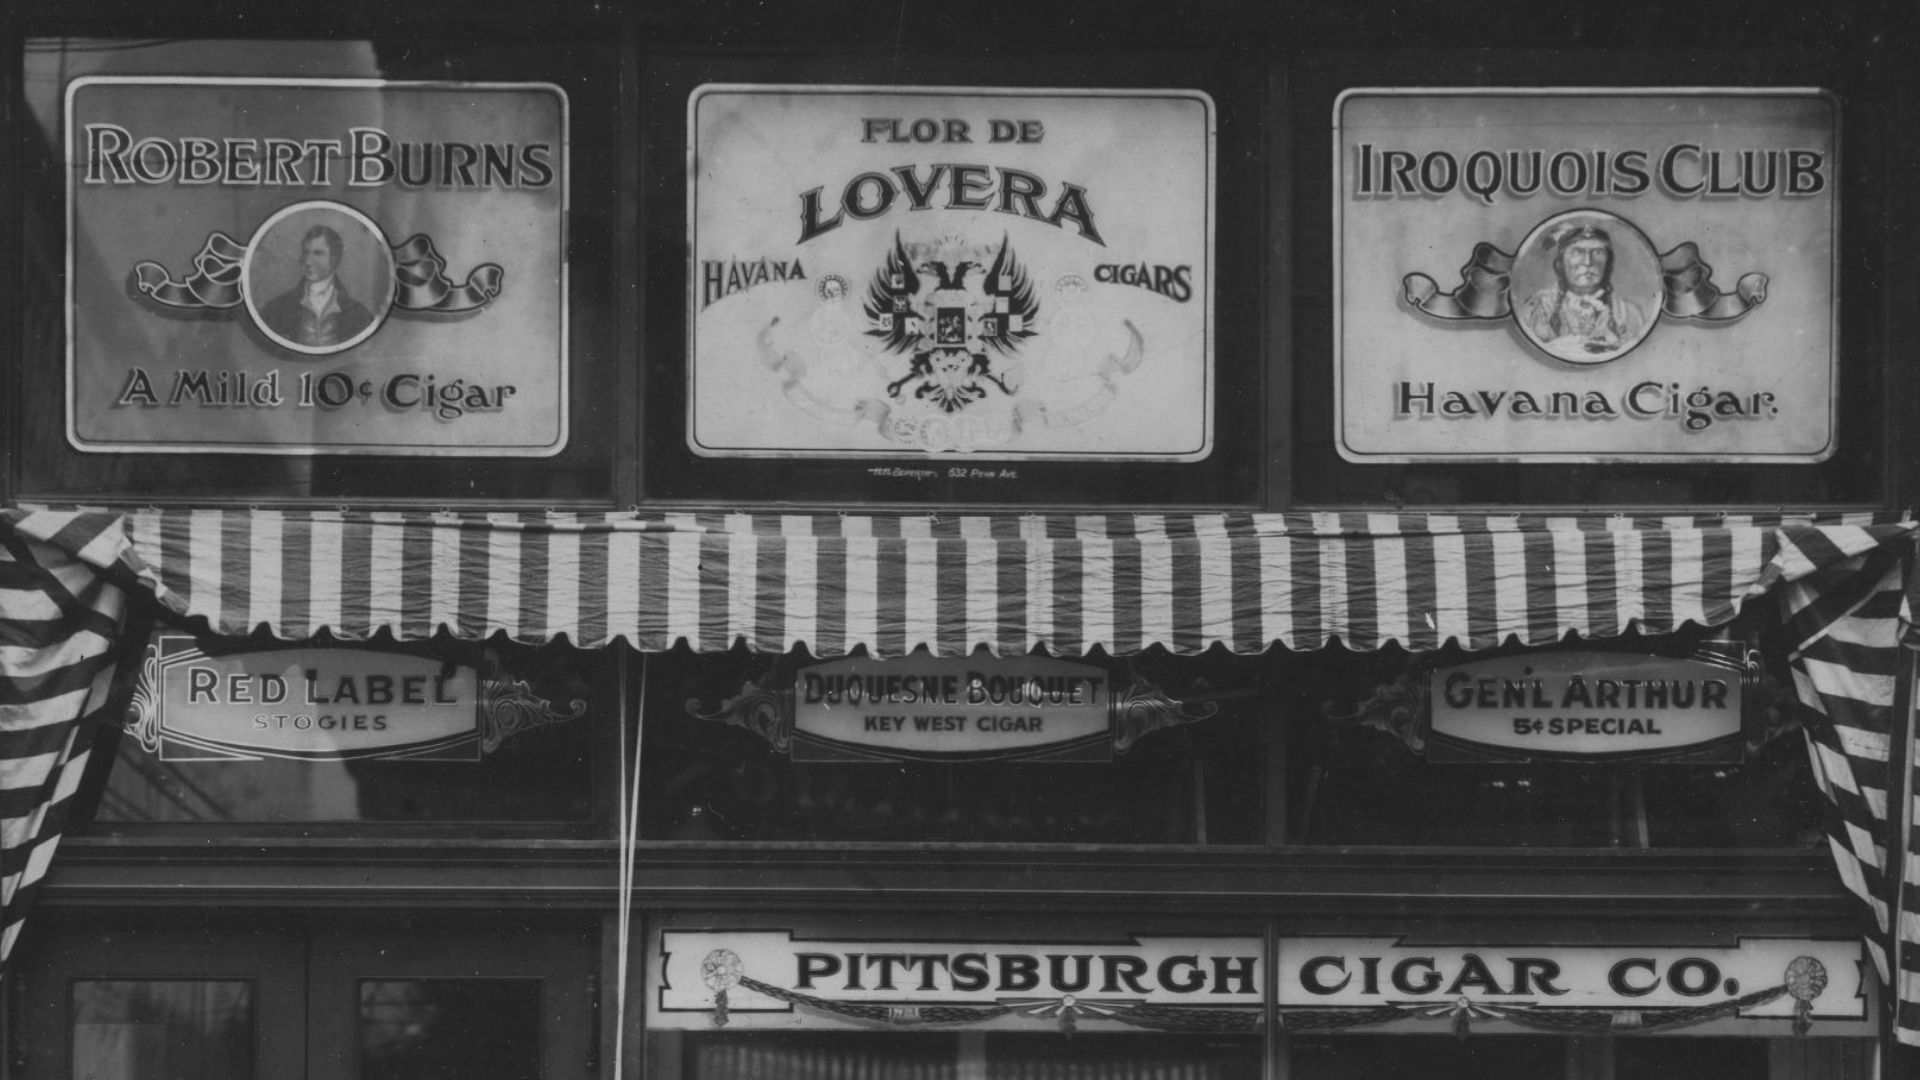 ROBERT BURNS
A Mild 10¢ Cigar
FLOR DE
LOVERA
HAVANA CIGARS
532 PENN AVE.
IROQUOIS CLUB
Havana Cigar.
RED LABEL
STOGIES
DUQUESNE BOUQUET
KEY WEST CIGAR
GEN'L ARTHUR
5¢ SPECIAL
PITTSBURGH CIGAR CO.